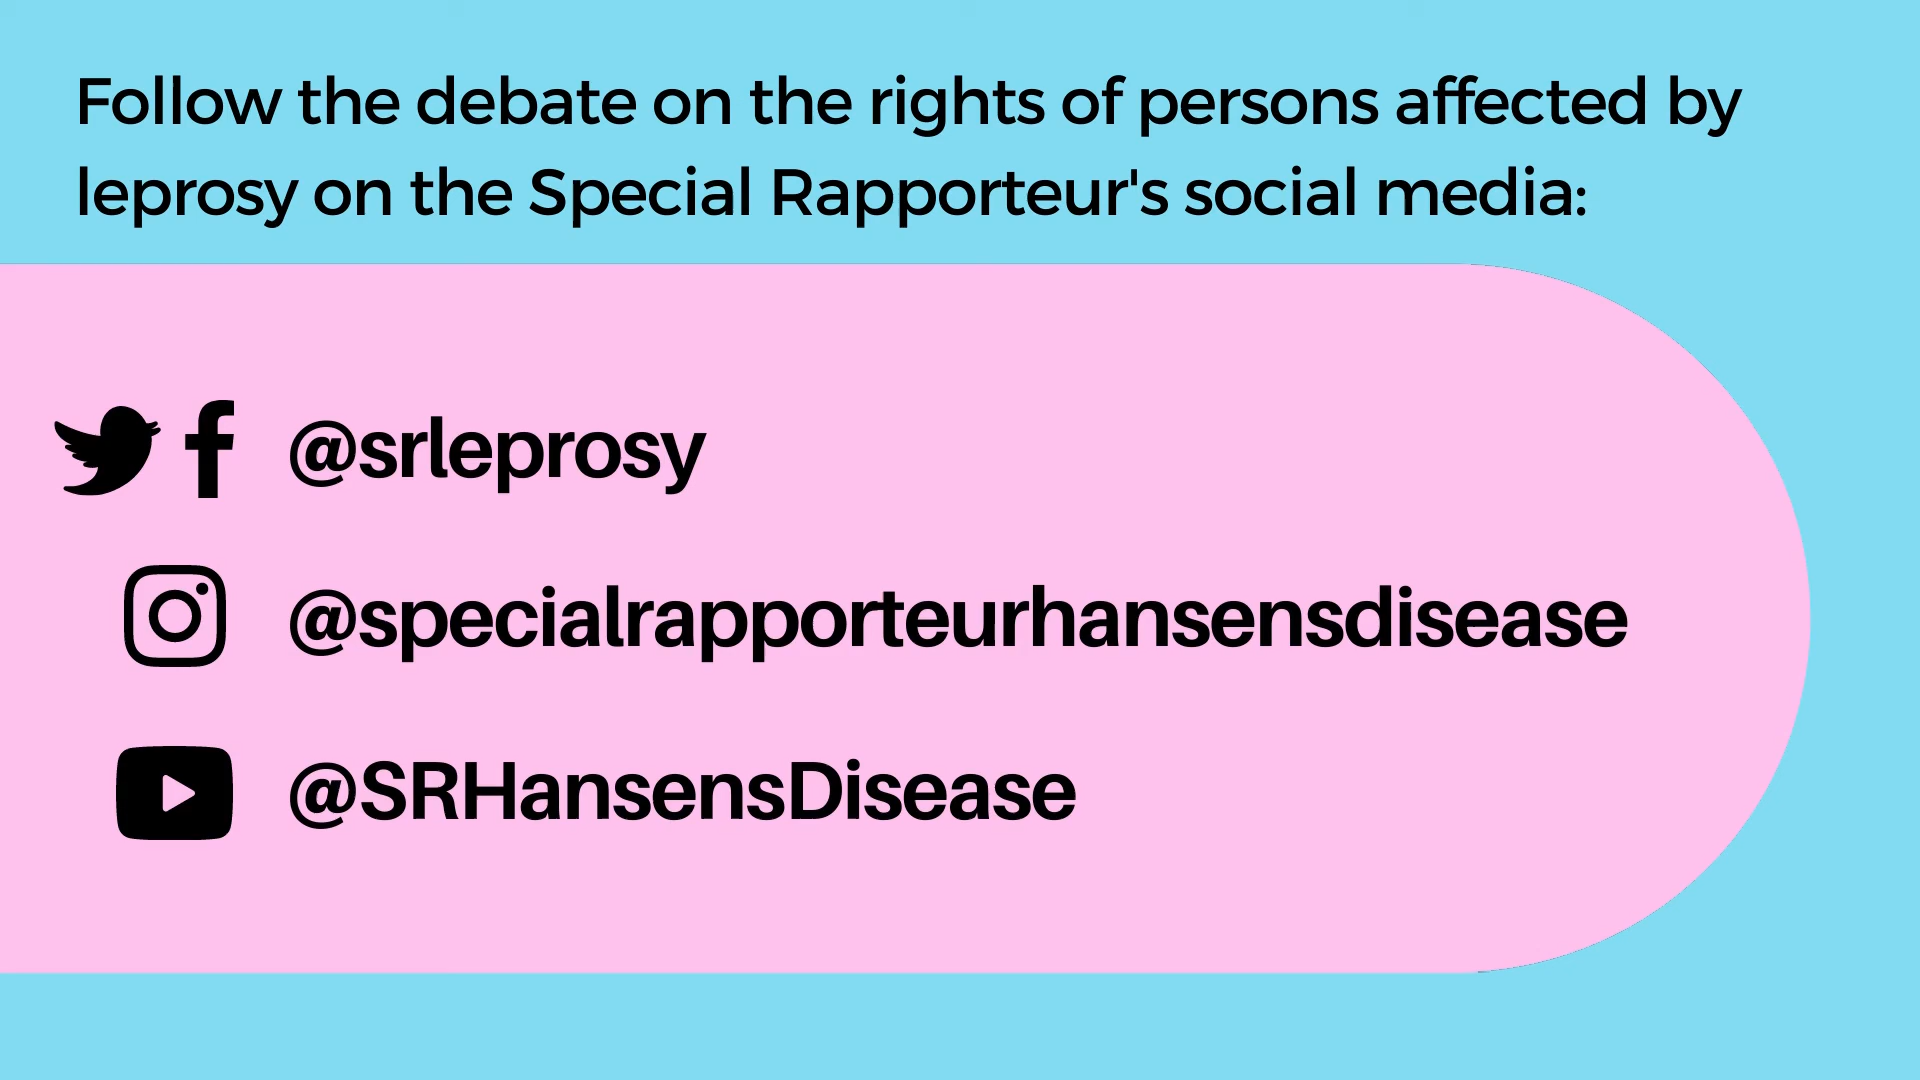 Follow the debate on the rights of persons affected by
leprosy on the Special Rapporteur's social media:
@srleprosy
@specialrapporteurhansensdisease
@SRHansensDisease